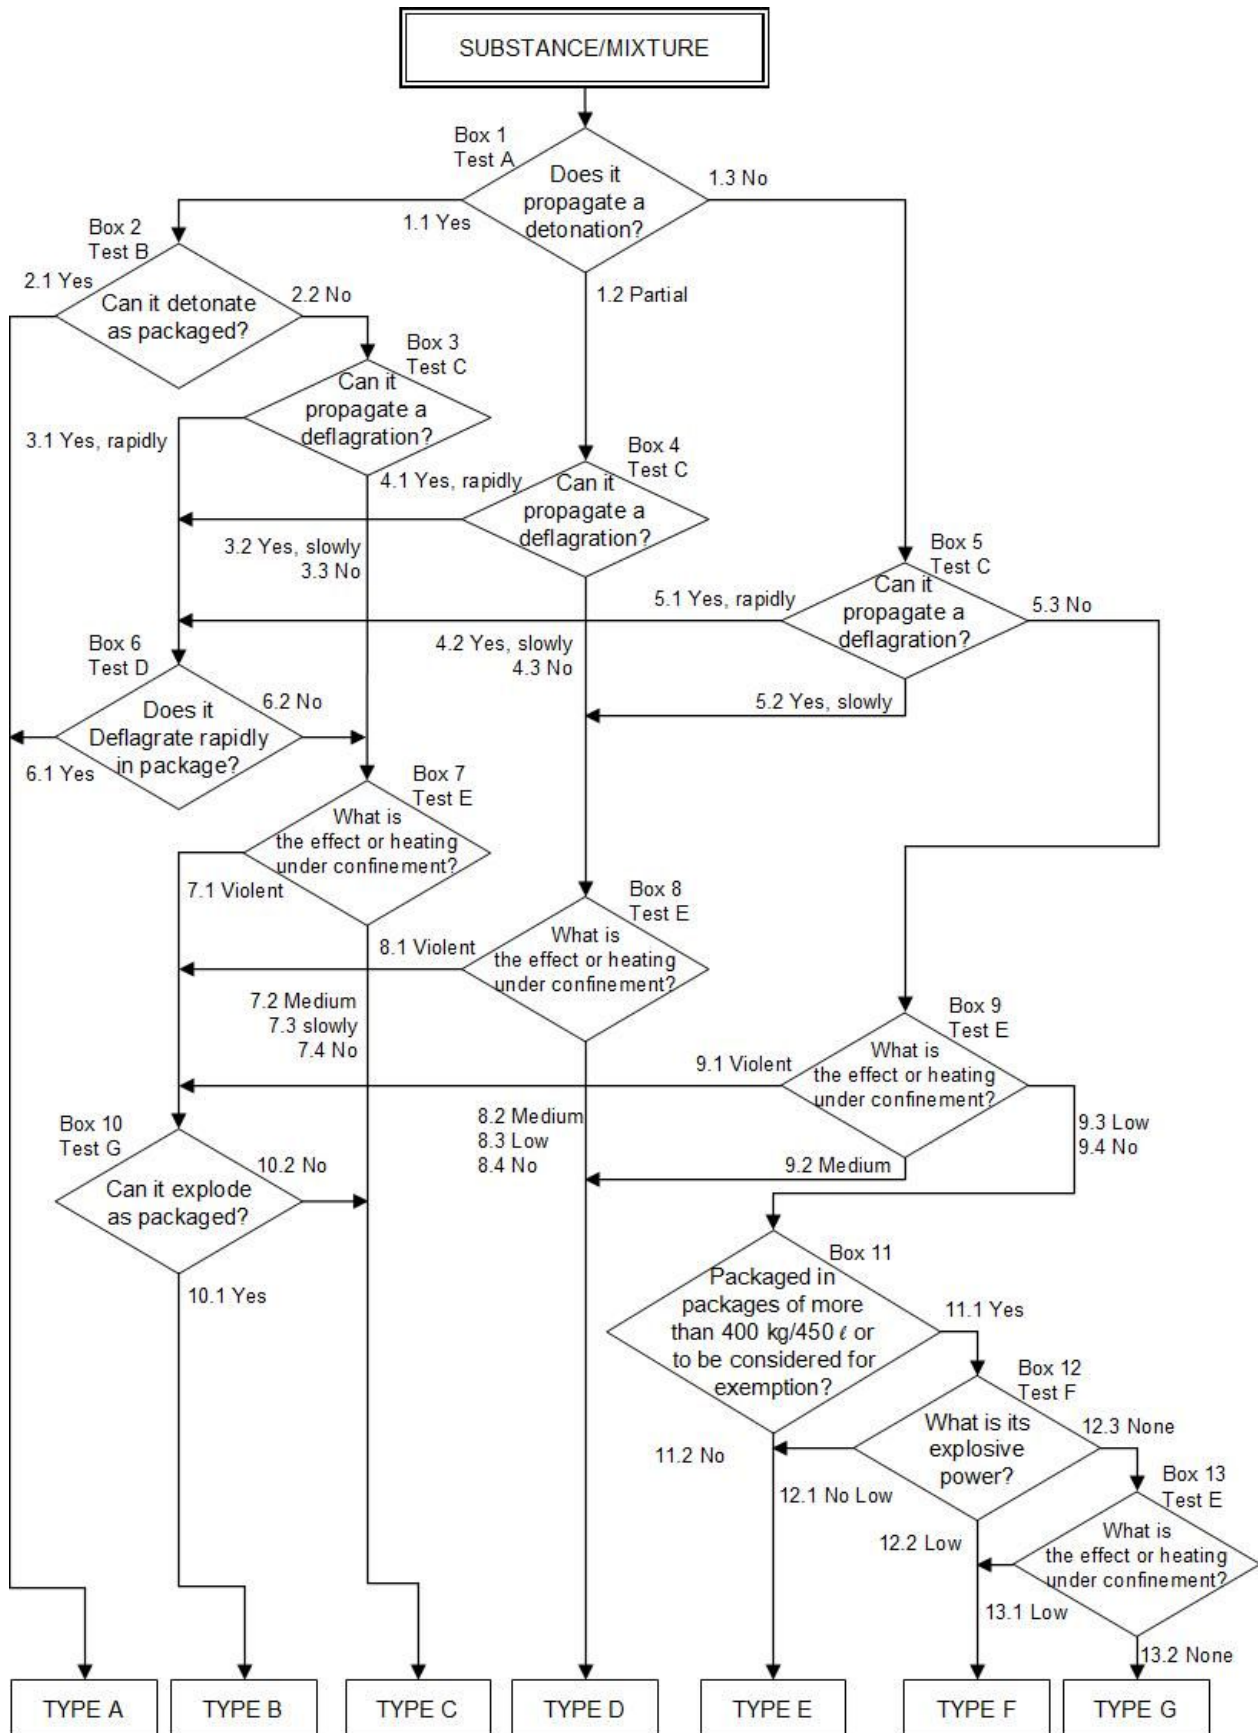 SUBSTANCE/MIXTURE
Box 1
Test A
Does it
propagate a
detonation?
1.3 No
1.1 Yes
Box 2
Test B
2.1 Yes
Can it detonate
as packaged?
2.2 No
1.2 Partial
Box 3
Test C
Can it
propagate a
deflagration?
3.1 Yes, rapidly
Box 4
Test C
4.1 Yes, rapidly
Can it
propagate a
deflagration?
3.2 Yes, slowly
3.3 No
Box 5
Test C
Can it
propagate a
deflagration?
5.1 Yes, rapidly
5.3 No
4.2 Yes, slowly
4.3 No
Box 6
Test D
Does it
Deflagrate rapidly
in package?
6.2 No
5.2 Yes, slowly
6.1 Yes
Box 7
Test E
What is
the effect or heating
under confinement?
7.1 Violent
Box 8
Test E
What is
the effect or heating
under confinement?
8.1 Violent
7.2 Medium
7.3 slowly
7.4 No
Box 9
Test E
What is
the effect or heating
under confinement?
9.1 Violent
8.2 Medium
8.3 Low
8.4 No
9.3 Low
9.4 No
9.2 Medium
Box 10
Test G
Can it explode
as packaged?
10.2 No
10.1 Yes
Box 11
Packaged in
packages of more
than 400 kg/450 ℓ or
to be considered for
exemption?
11.1 Yes
Box 12
Test F
What is its
explosive
power?
12.3 None
11.2 No
12.1 No Low
Box 13
Test E
What is
the effect or heating
under confinement?
12.2 Low
13.1 Low
13.2 None
TYPE A
TYPE B
TYPE C
TYPE D
TYPE E
TYPE F
TYPE G